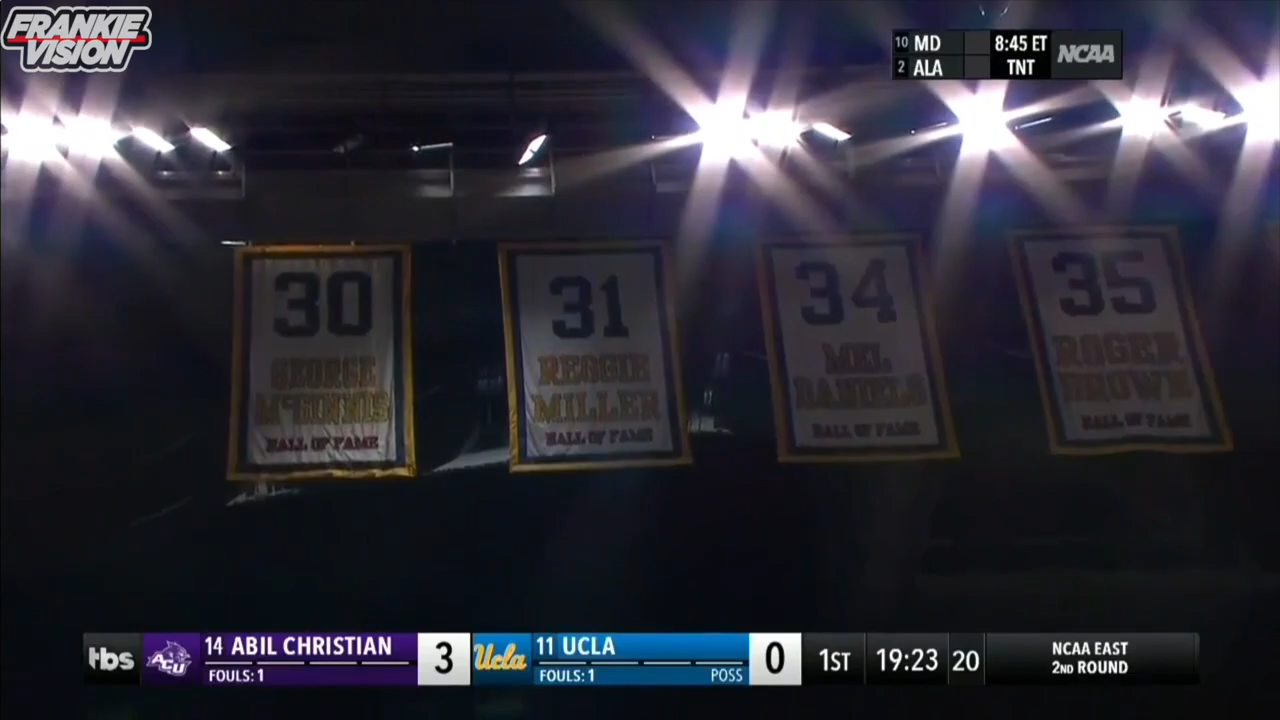 FRANKIE
VISION
10 MD 8:45 ET NCAA
2 ALA TNT
30
GEORGE
McGINNIS
HALL OF FAME
31
REGGIE
MILLER
HALL OF FAME
34
MEL
DANIELS
HALL OF FAME
35
ROGER
BROWN
HALL OF FAME
tbs ACU 14 ABIL CHRISTIAN 3 Ucla 11 UCLA 0 1ST 19:23 20 NCAA EAST
FOULS: 1 FOULS: 1 POSS 2ND ROUND